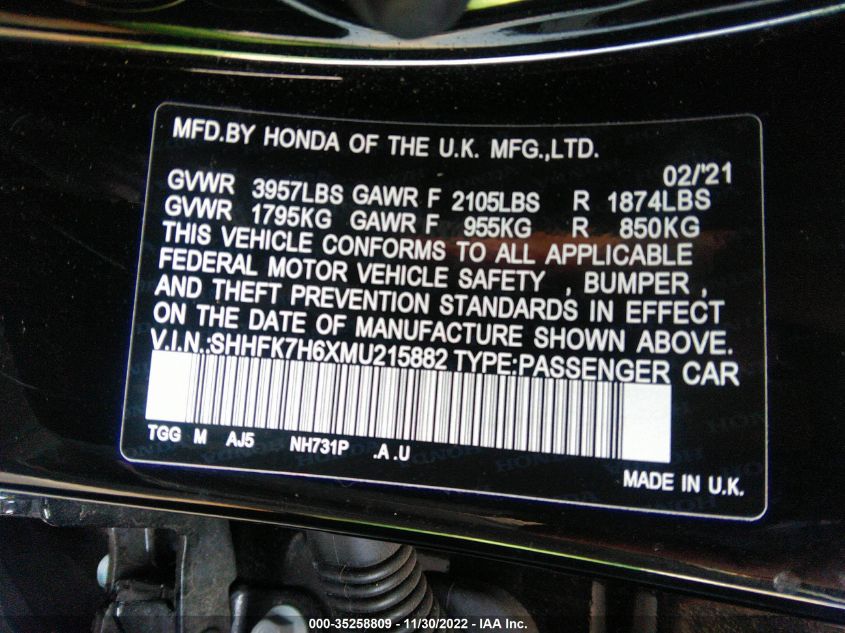 MFD.BY HONDA OF THE U.K. MFG.,LTD.
02/'21
GVWR 3957LBS GAWR F 2105LBS R 1874LBS
GVWR 1795KG GAWR F 955KG R 850KG
THIS VEHICLE CONFORMS TO ALL APPLICABLE
FEDERAL MOTOR VEHICLE SAFETY , BUMPER ,
AND THEFT PREVENTION STANDARDS IN EFFECT
ON THE DATE OF MANUFACTURE SHOWN ABOVE.
V.I.N.:SHHFK7H6XMU215882 TYPE:PASSENGER CAR
TGG M AJ5 NH731P .A .U
MADE IN U.K.
000-35258809 - 11/30/2022 - IAA Inc.